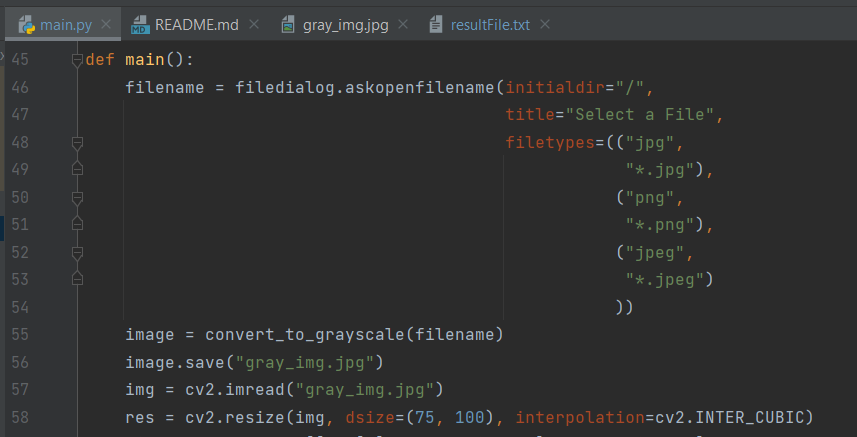 main.py README.md gray_img.jpg resultFile.txt
45 def main():
46 filename = filedialog.askopenfilename(initialdir="/",
47 title="Select a File",
48 filetypes=(("jpg",
49 "*.jpg"),
50 ("png",
51 "*.png"),
52 ("jpeg",
53 "*.jpeg")
54 ))
55 image = convert_to_grayscale(filename)
56 image.save("gray_img.jpg")
57 img = cv2.imread("gray_img.jpg")
58 res = cv2.resize(img, dsize=(75, 100), interpolation=cv2.INTER_CUBIC)